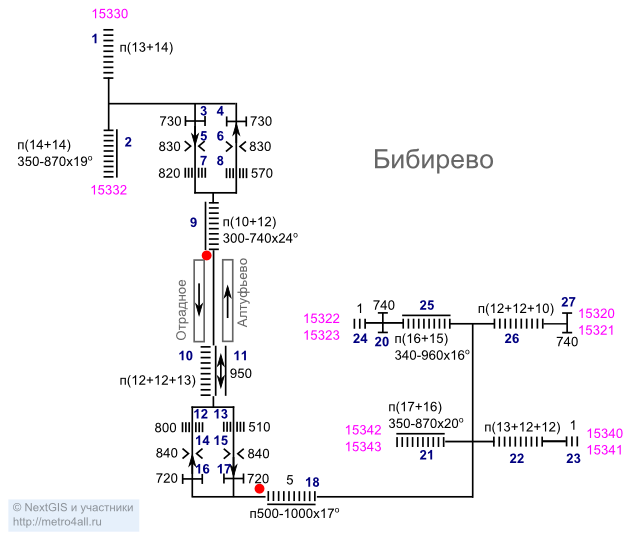 15330
1
п(13+14)
п(14+14)
350-870x19°
2
15332
3 4
730 730
5 6
830 830
7 8
820 570
Бибирево
9
п(10+12)
300-740x24°
Отрадное
Алтуфьево
10 11
950
п(12+12+13)
12 13
800 510
14 15
840 840
16 17
720 720
5 18
п500-1000x17°
1 740 25
15322
15323
24 20
п(16+15)
340-960x16°
п(12+12+10)
26
27
15320
15321
740
п(17+16)
350-870x20°
15342
15343
21
п(13+12+12)
22
1
23
15340
15341
© NextGIS и участники
http://metro4all.ru